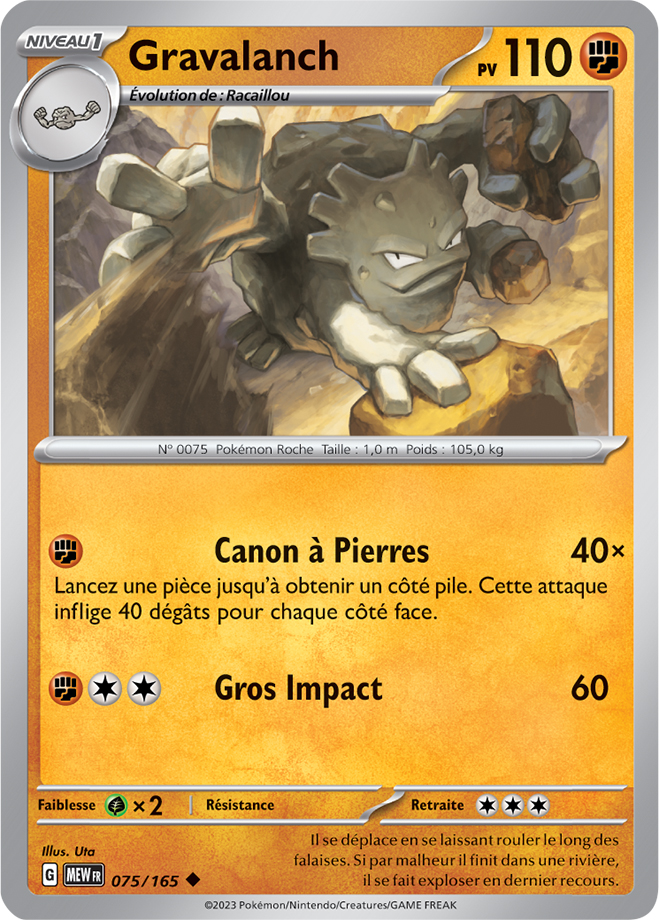 NIVEAU 1
Gravalanch
PV 110
Évolution de : Racaillou
N° 0075 Pokémon Roche Taille : 1,0 m Poids : 105,0 kg
Canon à Pierres 40×
Lancez une pièce jusqu'à obtenir un côté pile. Cette attaque
inflige 40 dégâts pour chaque côté face.
Gros Impact 60
Faiblesse ×2 Résistance Retraite
Illus. Uta
Il se déplace en se laissant rouler le long des
falaises. Si par malheur il finit dans une rivière,
il se fait exploser en dernier recours.
G MEW FR 075/165
©2023 Pokémon/Nintendo/Creatures/GAME FREAK